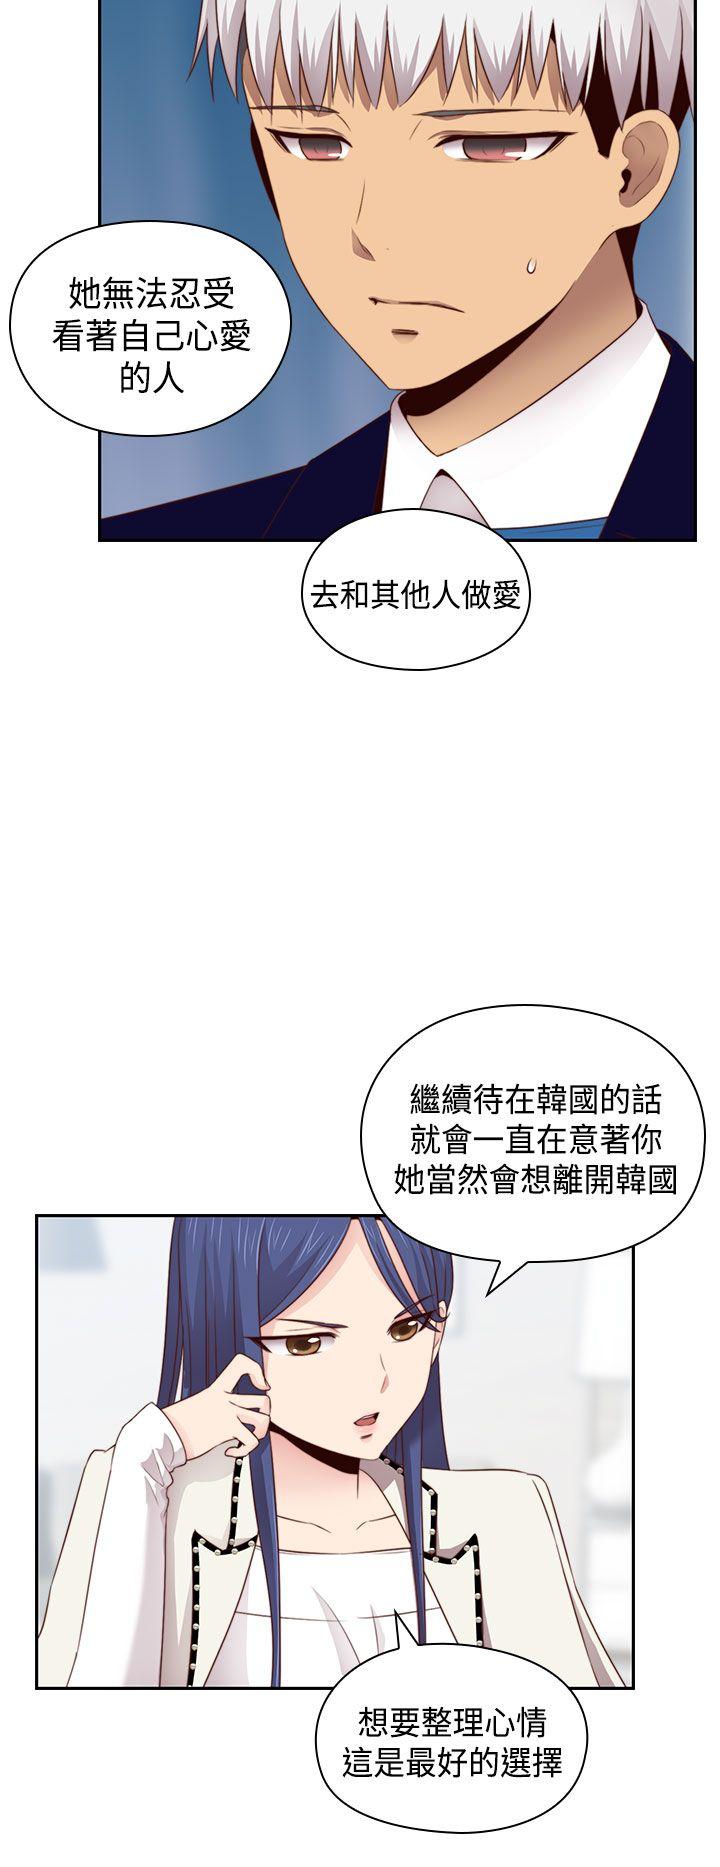 她無法忍受
看著自己心愛
的人
去和其他人做愛
繼續待在韓國的話
就會一直在意著你
她當然會想離開韓國
想要整理心情
這是最好的選擇